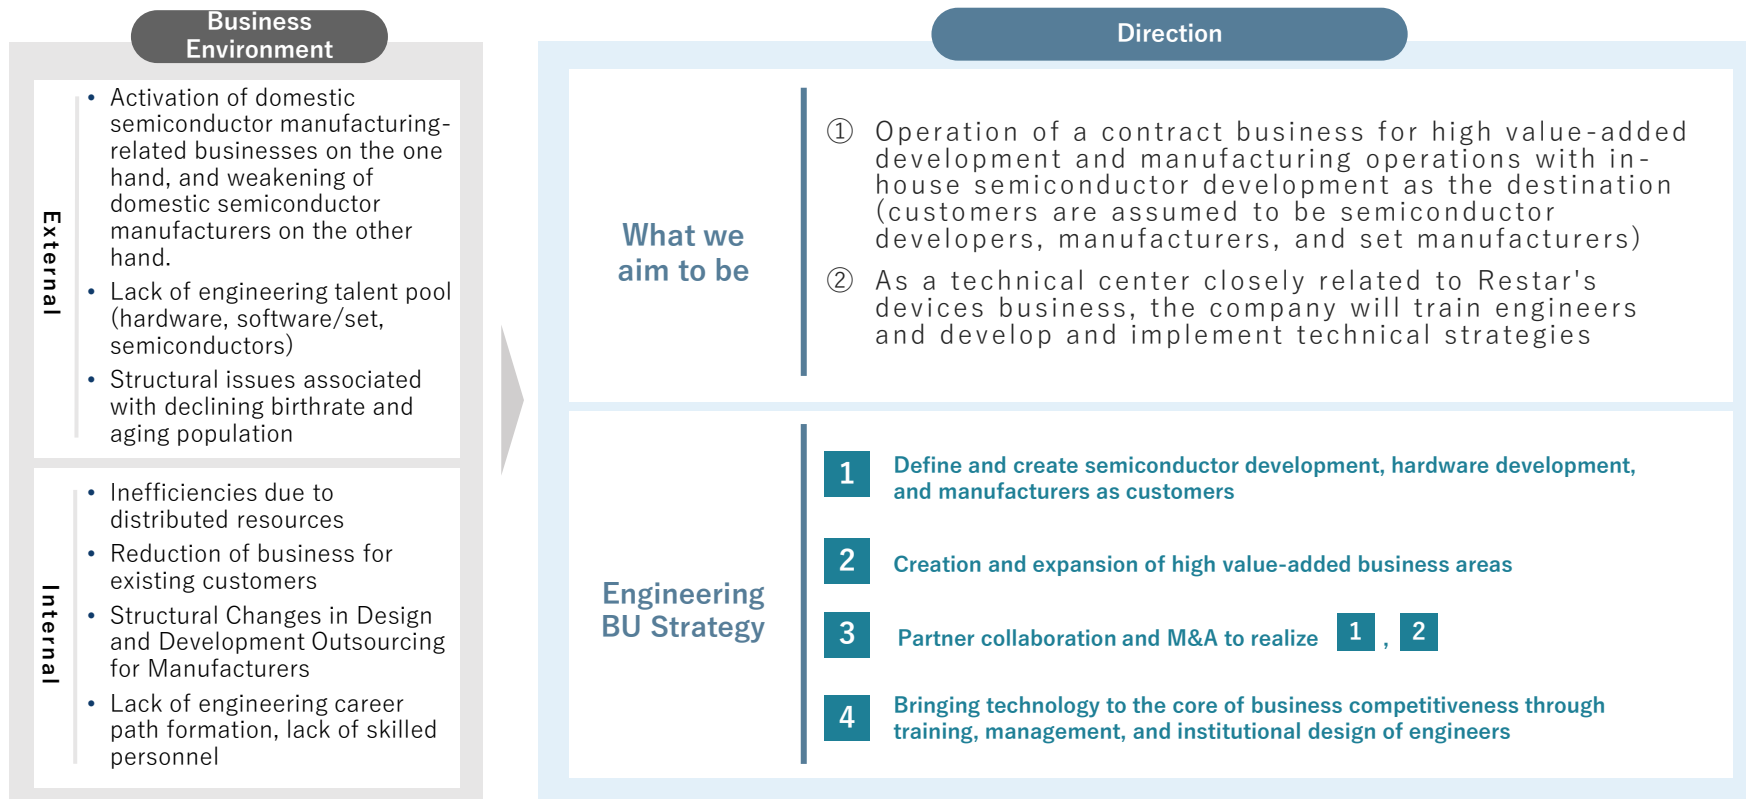 Business
Environment
External
• Activation of domestic
semiconductor manufacturing-
related businesses on the one
hand, and weakening of
domestic semiconductor
manufacturers on the other
hand.
• Lack of engineering talent pool
(hardware, software/set,
semiconductors)
• Structural issues associated
with declining birthrate and
aging population
Internal
• Inefficiencies due to
distributed resources
• Reduction of business for
existing customers
• Structural Changes in Design
and Development Outsourcing
for Manufacturers
• Lack of engineering career
path formation, lack of skilled
personnel
Direction
What we
aim to be
① Operation of a contract business for high value-added
development and manufacturing operations with in-
house semiconductor development as the destination
(customers are assumed to be semiconductor
developers, manufacturers, and set manufacturers)
② As a technical center closely related to Restar's
devices business, the company will train engineers
and develop and implement technical strategies
Engineering
BU Strategy
1 Define and create semiconductor development, hardware development,
and manufacturers as customers
2 Creation and expansion of high value-added business areas
3 Partner collaboration and M&A to realize 1 , 2
4 Bringing technology to the core of business competitiveness through
training, management, and institutional design of engineers